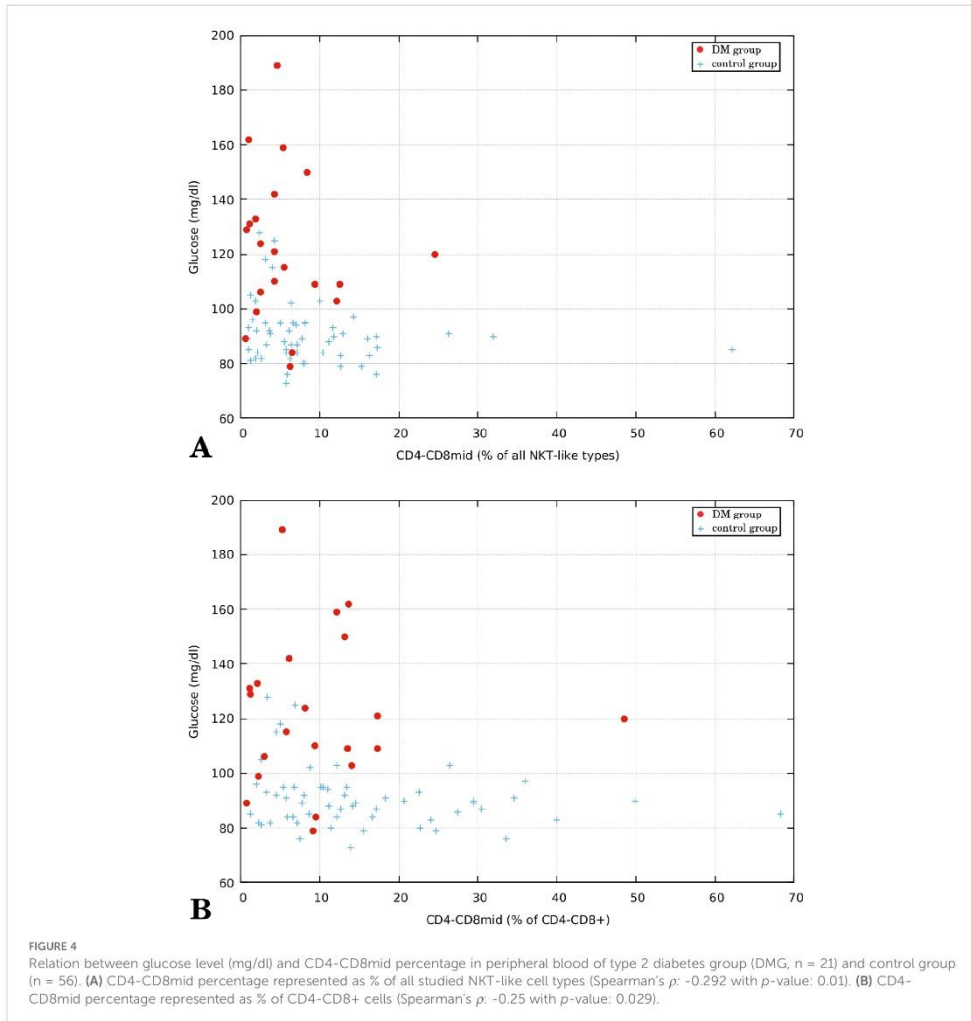 200
180
160
140
120
100
80
60
Glucose (mg/dl)
DM group
control group
0 10 20 30 40 50 60 70
CD4-CD8mid (% of all NKT-like types)
A
200
180
160
140
120
100
80
60
Glucose (mg/dl)
DM group
control group
0 10 20 30 40 50 60 70
CD4-CD8mid (% of CD4-CD8+)
B
FIGURE 4
Relation between glucose level (mg/dl) and CD4-CD8mid percentage in peripheral blood of type 2 diabetes group (DMG, n = 21) and control group
(n = 56). (A) CD4-CD8mid percentage represented as % of all studied NKT-like cell types (Spearman's ρ: -0.292 with p-value: 0.01). (B) CD4-
CD8mid percentage represented as % of CD4-CD8+ cells (Spearman's ρ: -0.25 with p-value: 0.029).